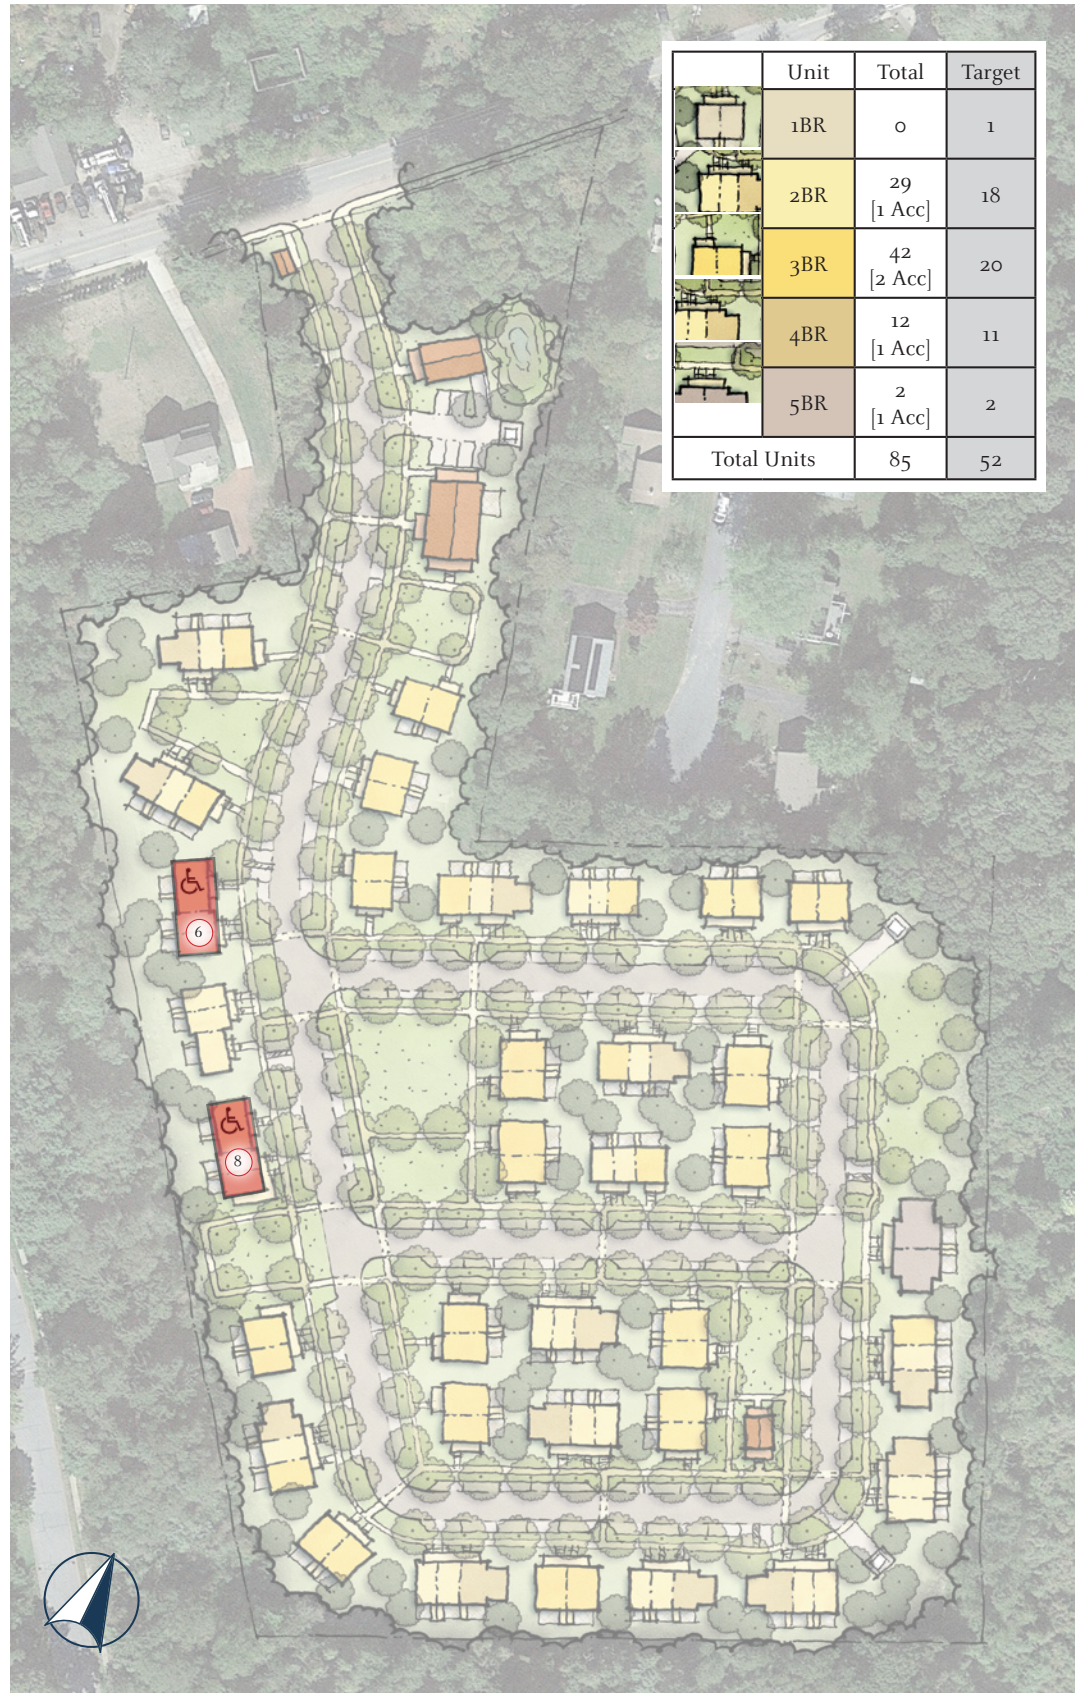 Unit Total Target
1BR 0 1
2BR 29 18
[1 Acc]
3BR 42 20
[2 Acc]
4BR 12 11
[1 Acc]
5BR 2 2
[1 Acc]
Total Units 85 52
6
8